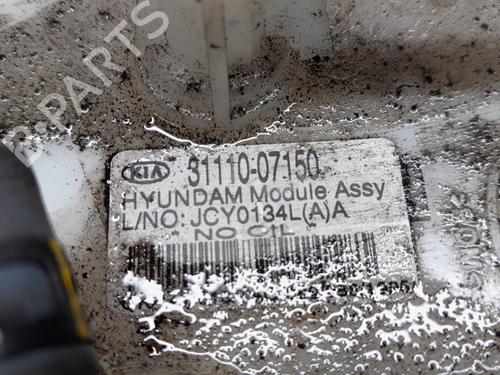 B-PARTS
KIA 31110-07150
HYUNDAM Module Assy
L/NO: JCY0134L(A)A
* NO OIL